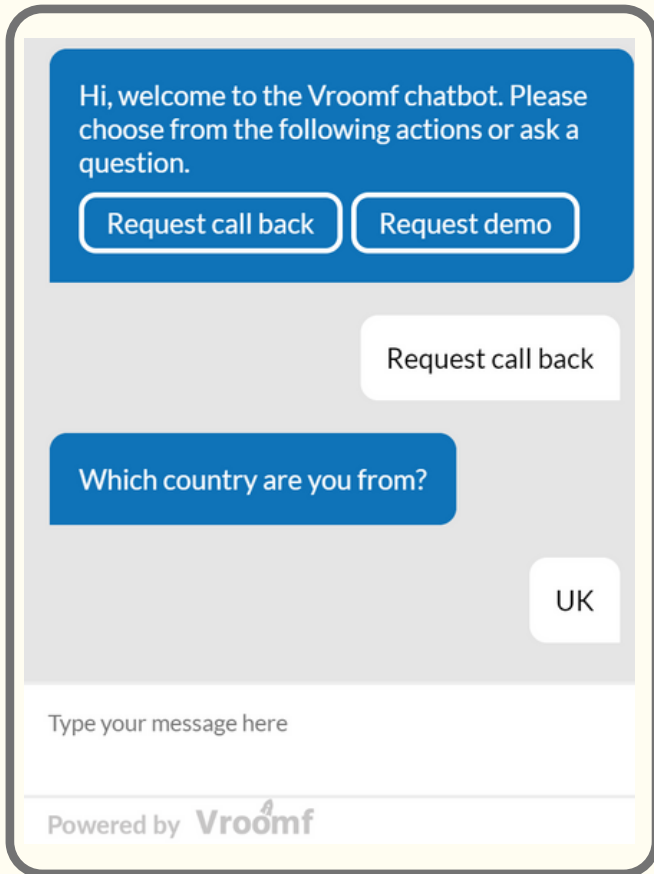 Hi, welcome to the Vroomf chatbot. Please
choose from the following actions or ask a
question.
Request call back Request demo
Request call back
Which country are you from?
UK
Type your message here
Powered by Vroomf